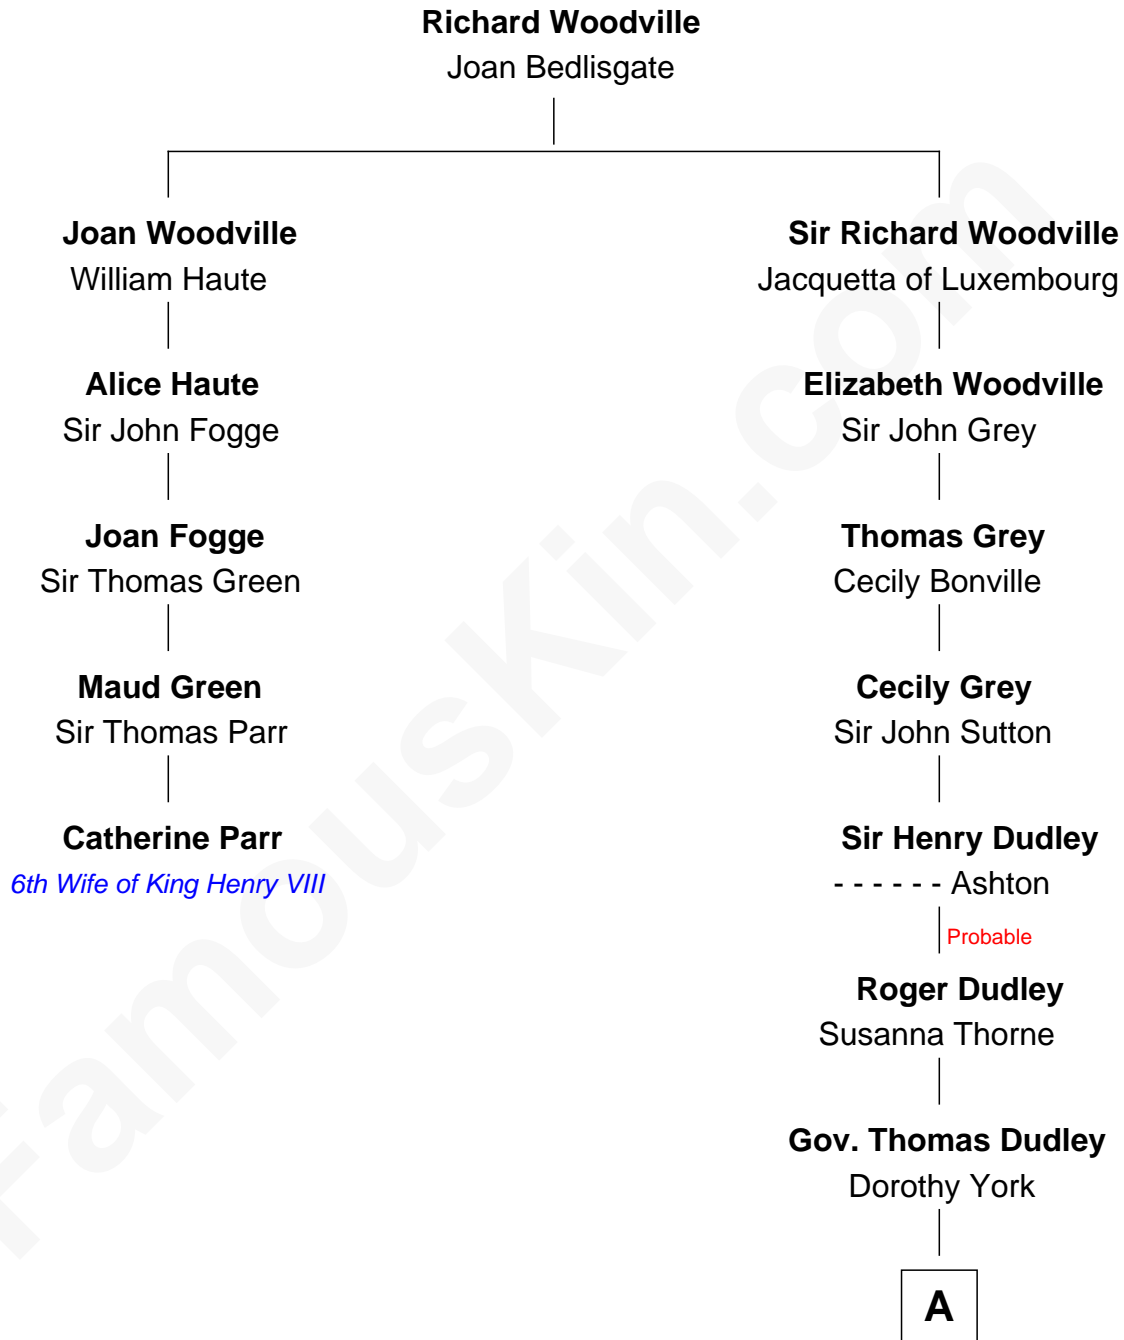 Richard Woodville
Joan Bedlisgate
Joan Woodville
William Haute
Alice Haute
Sir John Fogge
Joan Fogge
Sir Thomas Green
Maud Green
Sir Thomas Parr
Catherine Parr
6th Wife of King Henry VIII
Sir Richard Woodville
Jacquetta of Luxembourg
Elizabeth Woodville
Sir John Grey
Thomas Grey
Cecily Bonville
Cecily Grey
Sir John Sutton
Sir Henry Dudley
- - - - - - Ashton
Probable
Roger Dudley
Susanna Thorne
Gov. Thomas Dudley
Dorothy York
A
FamousKin.com